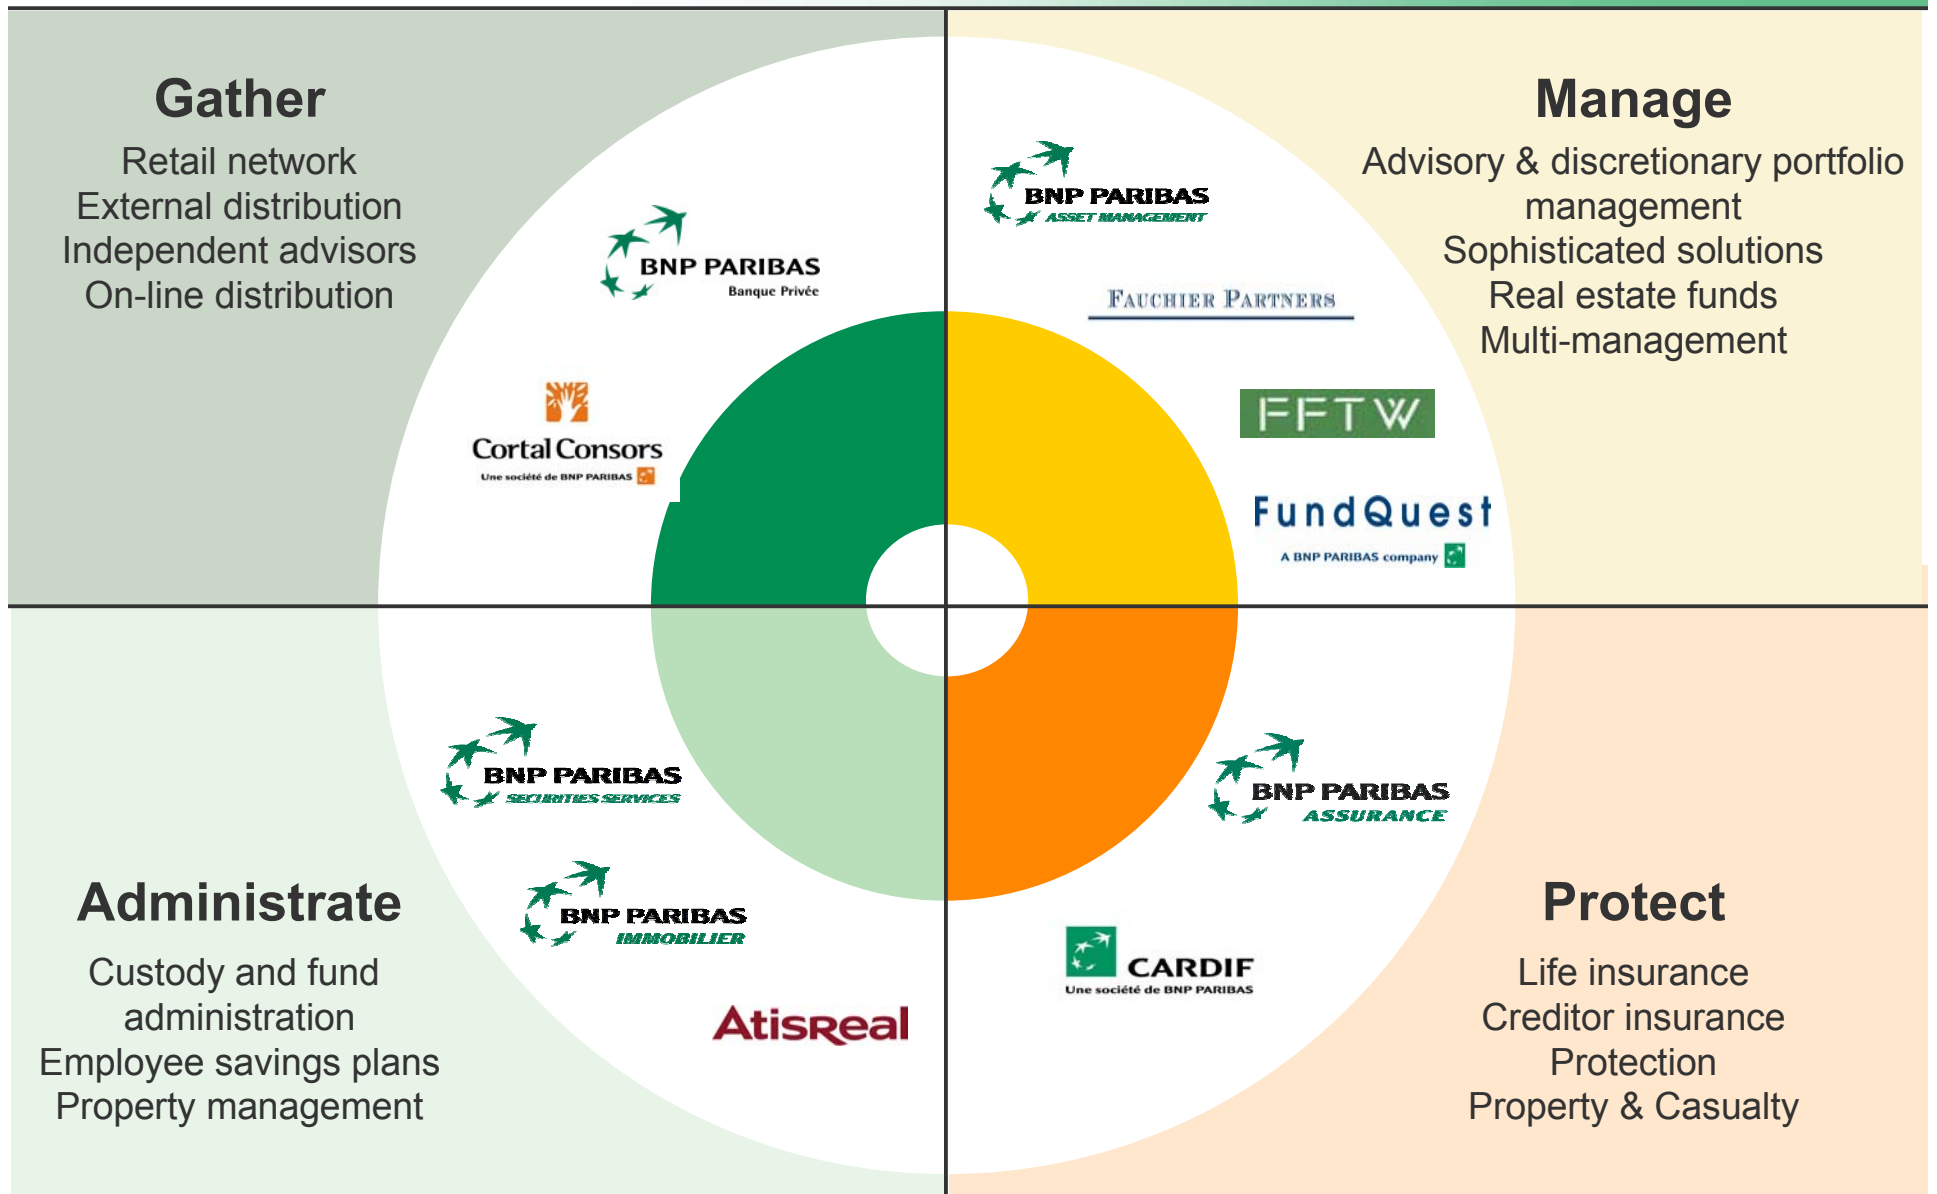 Gather
Retail network
External distribution
Independent advisors
On-line distribution
BNP PARIBAS
Banque Privée
Cortal Consors
Une société de BNP PARIBAS
Manage
Advisory & discretionary portfolio
management
Sophisticated solutions
Real estate funds
Multi-management
BNP PARIBAS
ASSET MANAGEMENT
FAUCHIER PARTNERS
FFTW
FundQuest
A BNP PARIBAS company
Administrate
Custody and fund
administration
Employee savings plans
Property management
BNP PARIBAS
SECURITIES SERVICES
BNP PARIBAS
IMMOBILIER
AtisReal
Protect
Life insurance
Creditor insurance
Protection
Property & Casualty
BNP PARIBAS
ASSURANCE
CARDIF
Une société de BNP PARIBAS